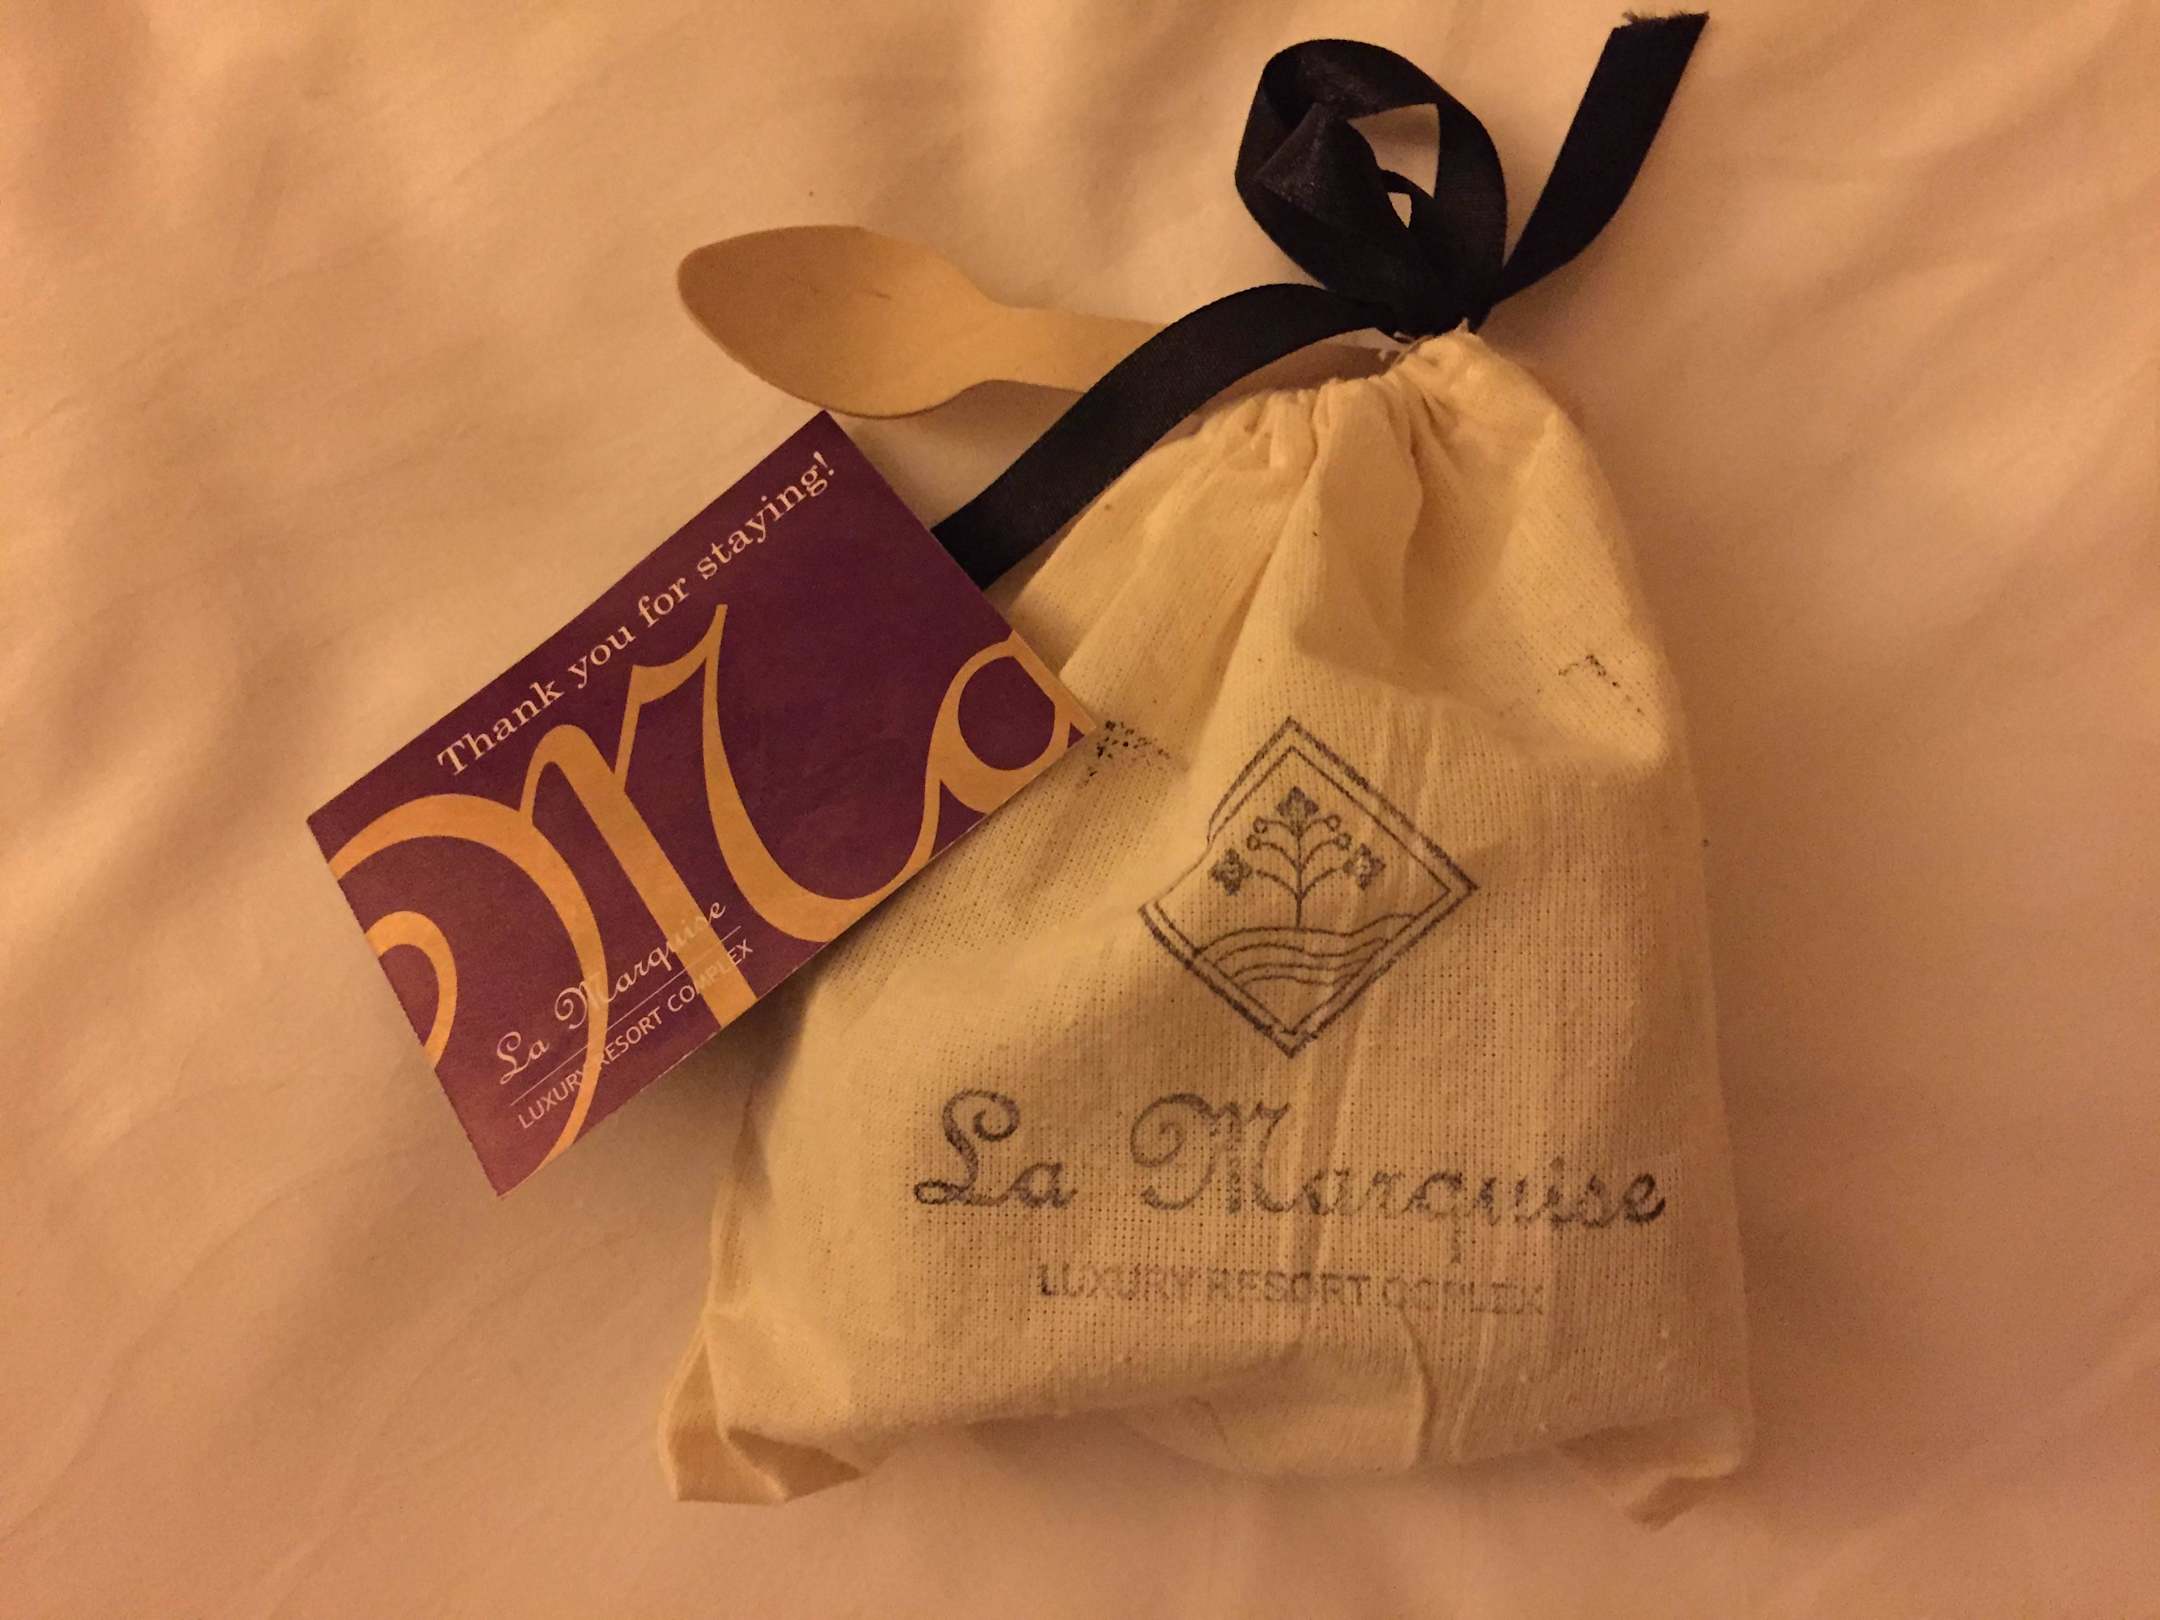 Thank you for staying!
Ma
La Marquise
LUXURY RESORT COMPLEX
La Marquise
LUXURY RESORT COMPLEX